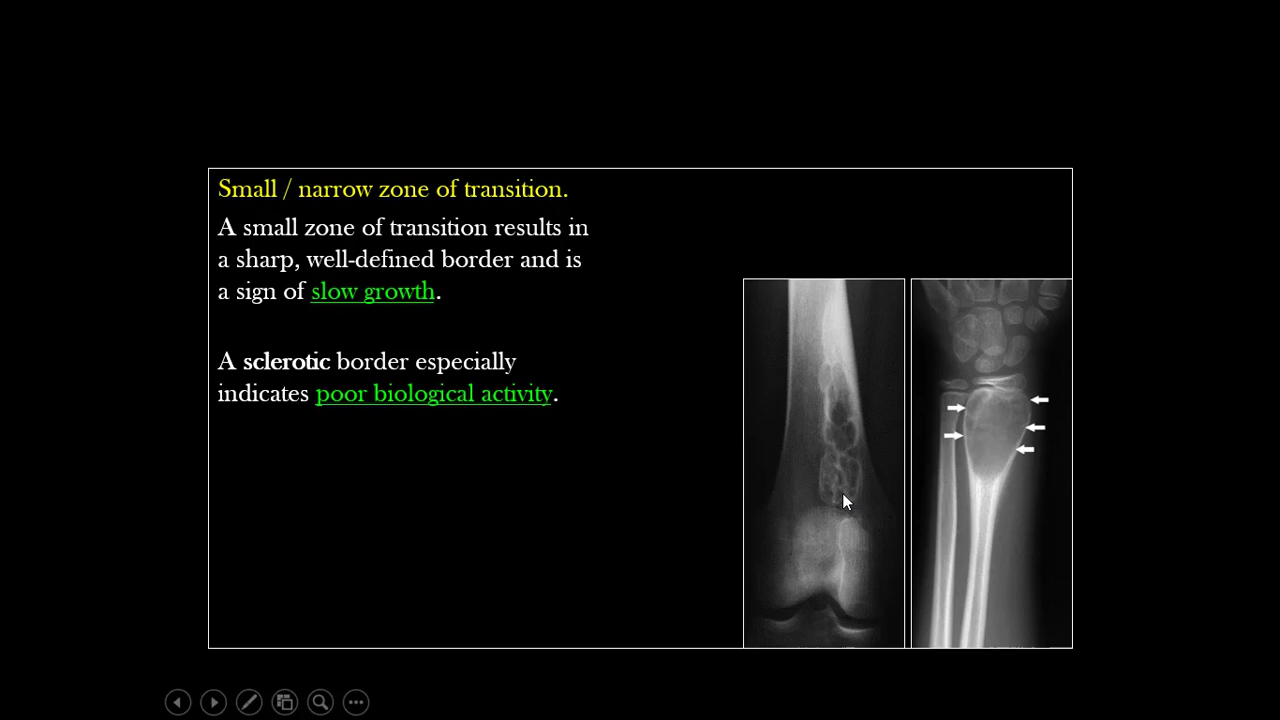 Small / narrow zone of transition.
A small zone of transition results in
a sharp, well-defined border and is
a sign of slow growth.
A sclerotic border especially
indicates poor biological activity.